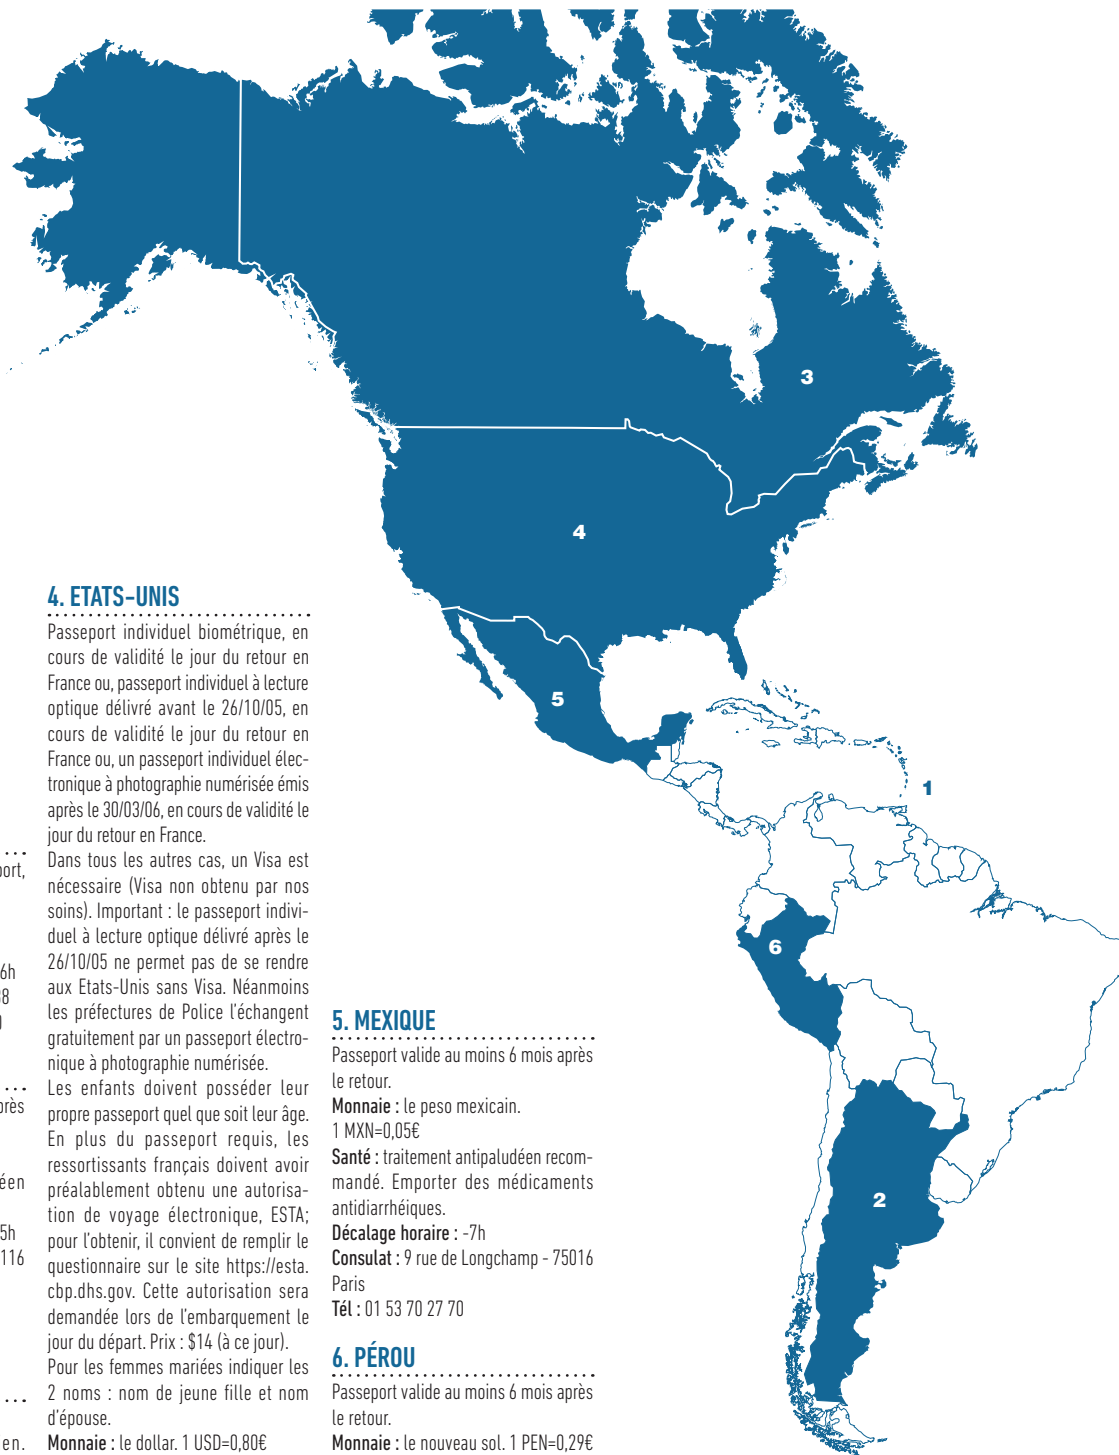 3
4
5
1
6
2
port,
6h
près
5h
116
en.
4. ETATS-UNIS
Passeport individuel biométrique, en
cours de validité le jour du retour en
France ou, passeport individuel à lecture
optique délivré avant le 26/10/05, en
cours de validité le jour du retour en
France ou, un passeport individuel élec-
tronique à photographie numérisée émis
après le 30/03/06, en cours de validité le
jour du retour en France.
Dans tous les autres cas, un Visa est
nécessaire (Visa non obtenu par nos
soins). Important : le passeport indivi-
duel à lecture optique délivré après le
26/10/05 ne permet pas de se rendre
aux Etats-Unis sans Visa. Néanmoins
les préfectures de Police l'échangent
gratuitement par un passeport électro-
nique à photographie numérisée.
Les enfants doivent posséder leur
propre passeport quel que soit leur âge.
En plus du passeport requis, les
ressortissants français doivent avoir
préalablement obtenu une autorisa-
tion de voyage électronique, ESTA;
pour l'obtenir, il convient de remplir le
questionnaire sur le site https://esta.
cbp.dhs.gov. Cette autorisation sera
demandée lors de l'embarquement le
jour du départ. Prix : $14 (à ce jour).
Pour les femmes mariées indiquer les
2 noms : nom de jeune fille et nom
d'épouse.
Monnaie : le dollar. 1 USD=0,80€
5. MEXIQUE
Passeport valide au moins 6 mois après
le retour.
Monnaie : le peso mexicain.
1 MXN=0,05€
Santé : traitement antipaludéen recom-
mandé. Emporter des médicaments
antidiarrhéiques.
Décalage horaire : -7h
Consulat : 9 rue de Longchamp - 75016
Paris
Tél : 01 53 70 27 70
6. PÉROU
Passeport valide au moins 6 mois après
le retour.
Monnaie : le nouveau sol. 1 PEN=0,29€